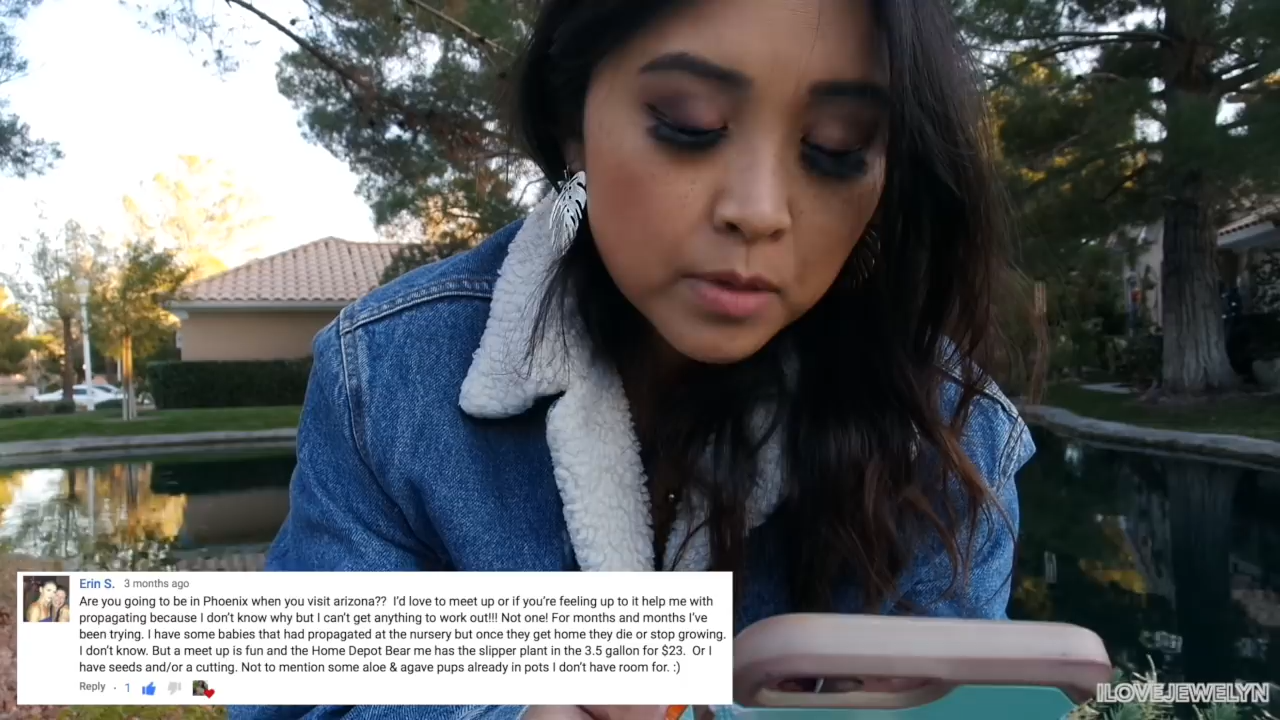 Erin S. 3 months ago
Are you going to be in Phoenix when you visit arizona?? I'd love to meet up or if you're feeling up to it help me with
propagating because I don't know why but I can't get anything to work out!!! Not one! For months and months I've
been trying. I have some babies that had propagated at the nursery but once they get home they die or stop growing.
I don't know. But a meet up is fun and the Home Depot Bear me has the slipper plant in the 3.5 gallon for $23. Or I
have seeds and/or a cutting. Not to mention some aloe & agave pups already in pots I don't have room for. :)
Reply · 1
ILOVEJEWELYN